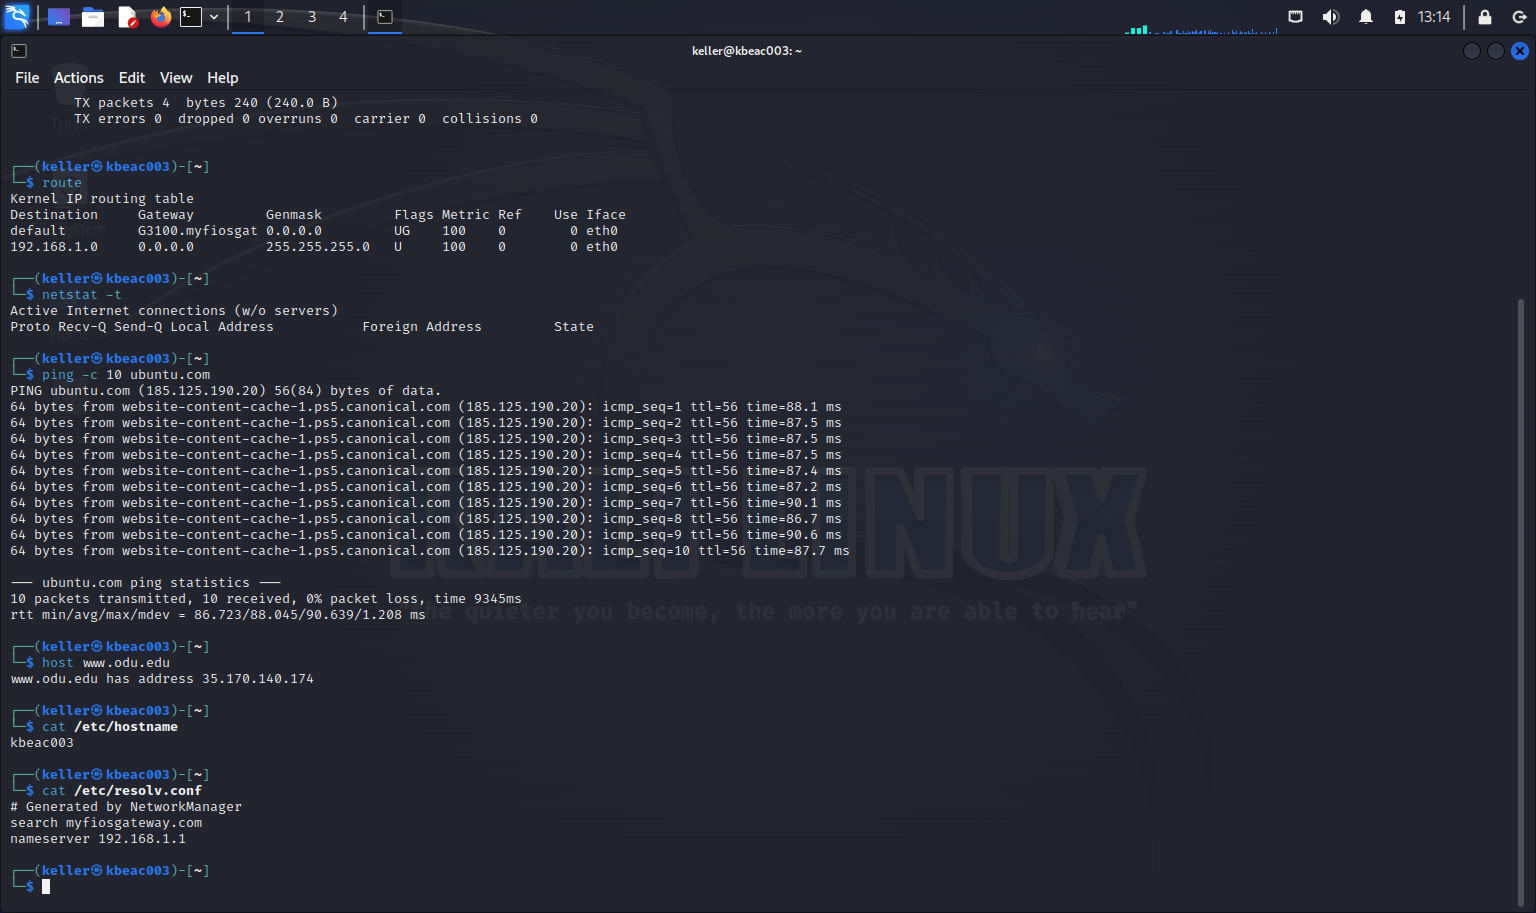 1 2 3 4 13:14
keller@kbeac003: ~
File Actions Edit View Help
TX packets 4  bytes 240 (240.0 B)
TX errors 0  dropped 0 overruns 0  carrier 0  collisions 0
┌──(keller㉿kbeac003)-[~]
└─$ route
Kernel IP routing table
Destination     Gateway         Genmask         Flags Metric Ref    Use Iface
default         G3100.myfiosgat 0.0.0.0         UG    100    0        0 eth0
192.168.1.0     0.0.0.0         255.255.255.0   U     100    0        0 eth0
┌──(keller㉿kbeac003)-[~]
└─$ netstat -t
Active Internet connections (w/o servers)
Proto Recv-Q Send-Q Local Address           Foreign Address         State
┌──(keller㉿kbeac003)-[~]
└─$ ping -c 10 ubuntu.com
PING ubuntu.com (185.125.190.20) 56(84) bytes of data.
64 bytes from website-content-cache-1.ps5.canonical.com (185.125.190.20): icmp_seq=1 ttl=56 time=88.1 ms
64 bytes from website-content-cache-1.ps5.canonical.com (185.125.190.20): icmp_seq=2 ttl=56 time=87.5 ms
64 bytes from website-content-cache-1.ps5.canonical.com (185.125.190.20): icmp_seq=3 ttl=56 time=87.5 ms
64 bytes from website-content-cache-1.ps5.canonical.com (185.125.190.20): icmp_seq=4 ttl=56 time=87.5 ms
64 bytes from website-content-cache-1.ps5.canonical.com (185.125.190.20): icmp_seq=5 ttl=56 time=87.4 ms
64 bytes from website-content-cache-1.ps5.canonical.com (185.125.190.20): icmp_seq=6 ttl=56 time=87.2 ms
64 bytes from website-content-cache-1.ps5.canonical.com (185.125.190.20): icmp_seq=7 ttl=56 time=90.1 ms
64 bytes from website-content-cache-1.ps5.canonical.com (185.125.190.20): icmp_seq=8 ttl=56 time=86.7 ms
64 bytes from website-content-cache-1.ps5.canonical.com (185.125.190.20): icmp_seq=9 ttl=56 time=90.6 ms
64 bytes from website-content-cache-1.ps5.canonical.com (185.125.190.20): icmp_seq=10 ttl=56 time=87.7 ms
--- ubuntu.com ping statistics ---
10 packets transmitted, 10 received, 0% packet loss, time 9345ms
rtt min/avg/max/mdev = 86.723/88.045/90.639/1.208 ms
┌──(keller㉿kbeac003)-[~]
└─$ host www.odu.edu
www.odu.edu has address 35.170.140.174
┌──(keller㉿kbeac003)-[~]
└─$ cat /etc/hostname
kbeac003
┌──(keller㉿kbeac003)-[~]
└─$ cat /etc/resolv.conf
# Generated by NetworkManager
search myfiosgateway.com
nameserver 192.168.1.1
┌──(keller㉿kbeac003)-[~]
└─$
KALI LINUX
quieter you become, the more you are able to hear"